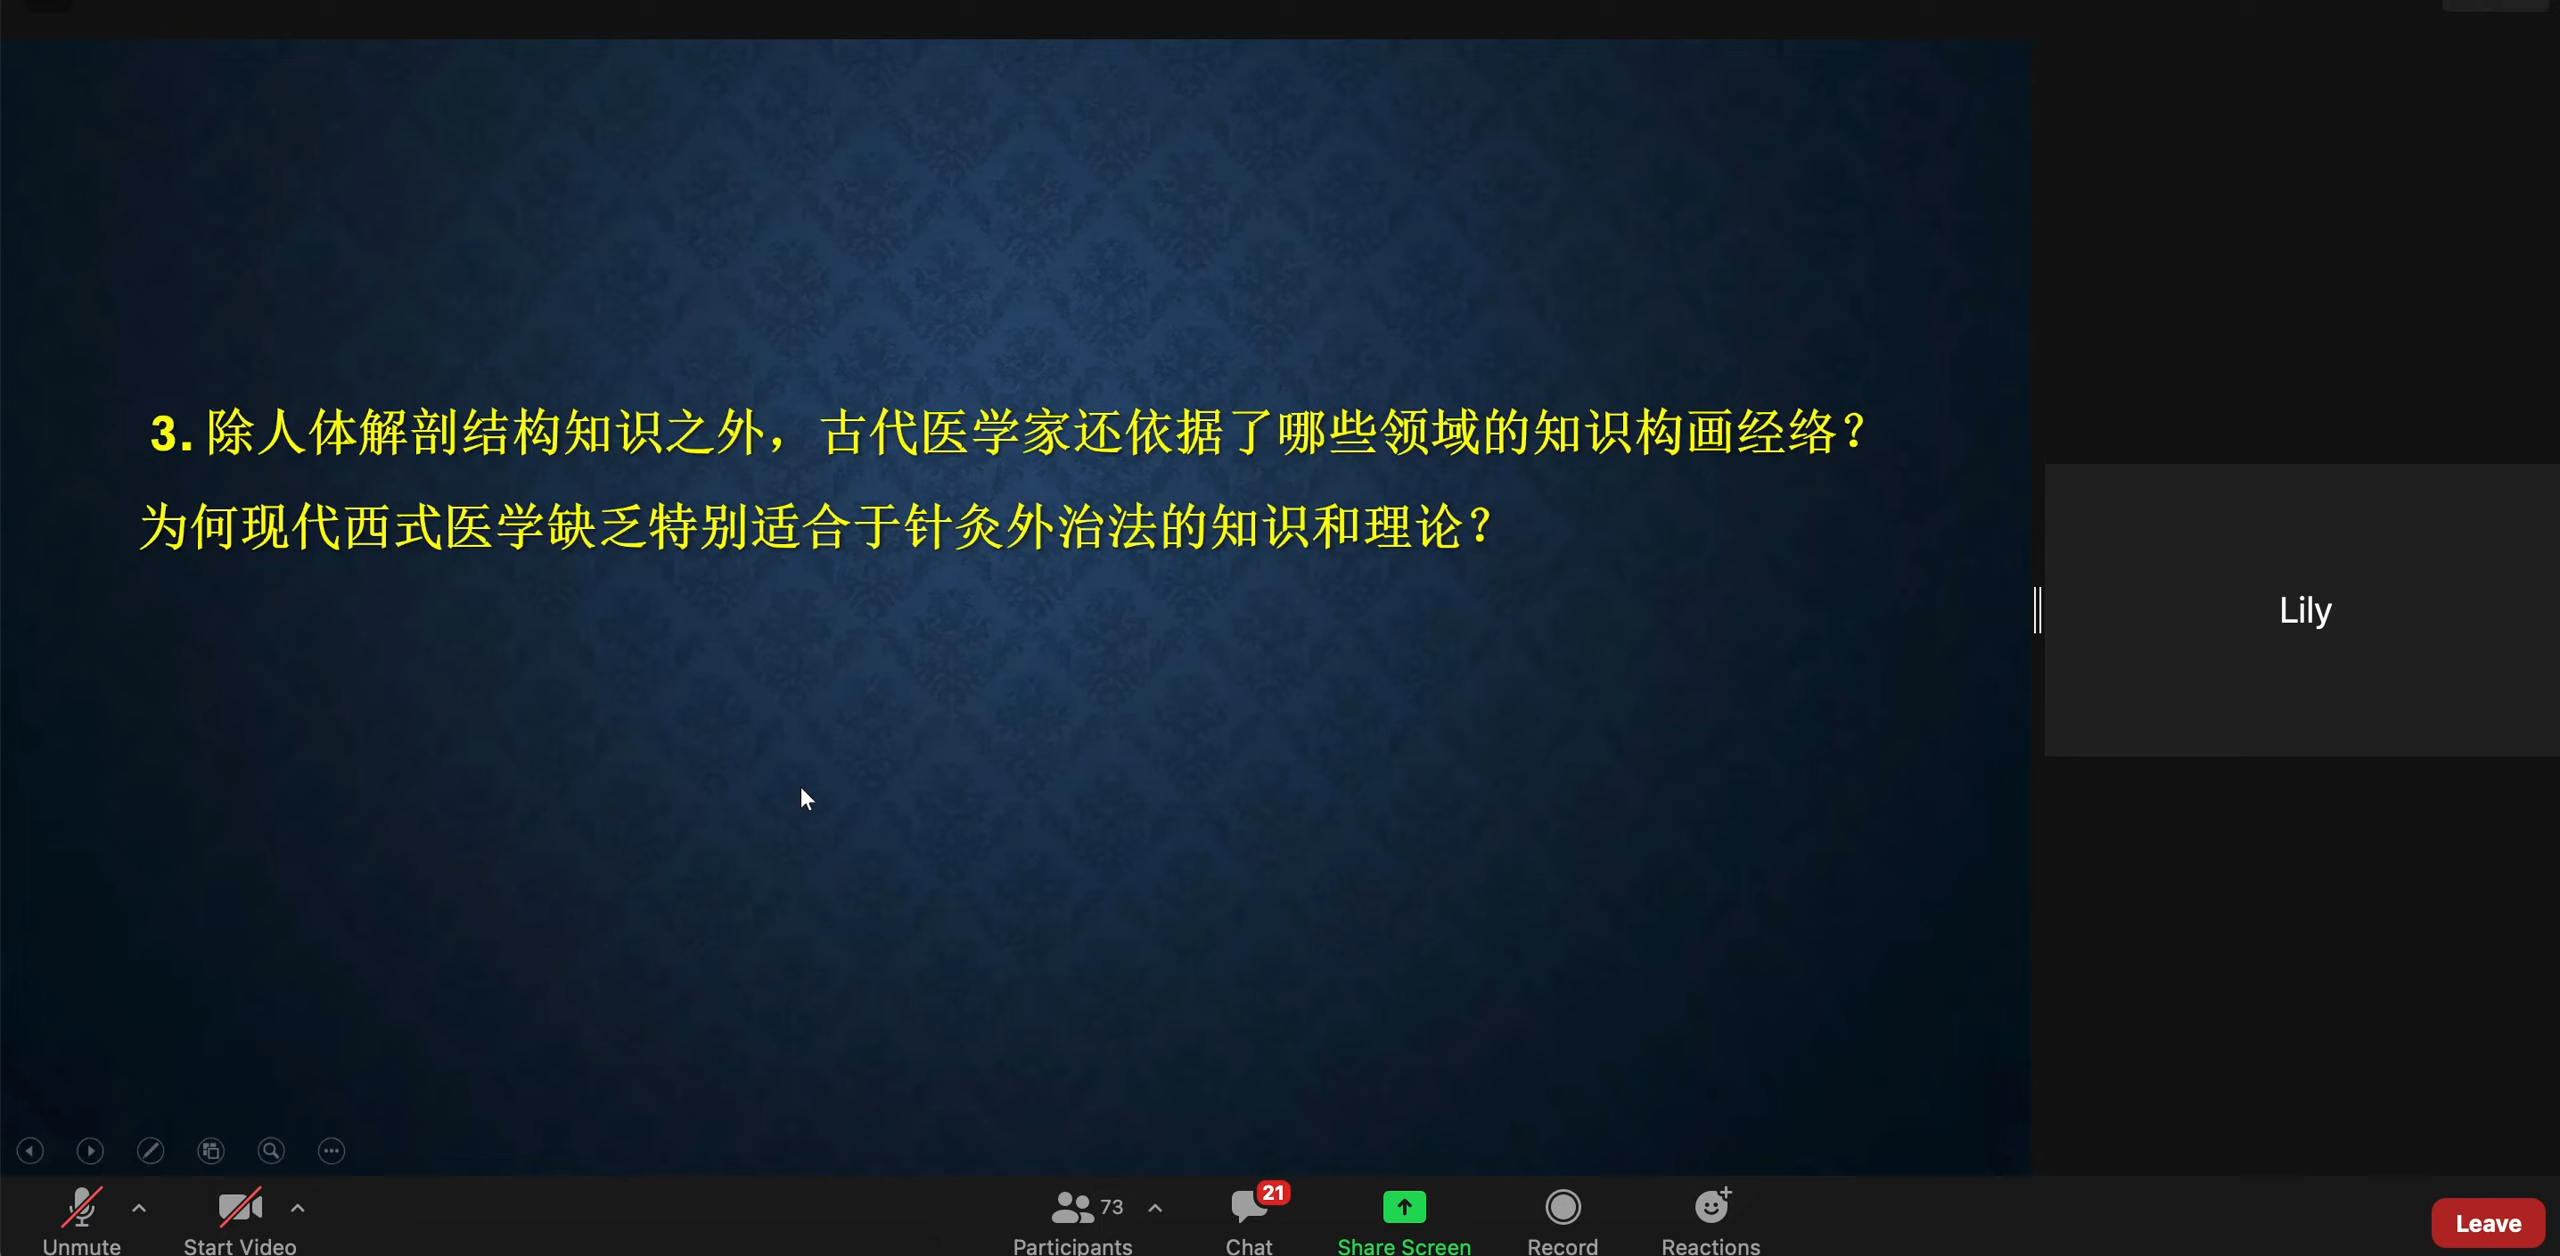 3. 除人体解剖结构知识之外，古代医学家还依据了哪些领域的知识构画经络？
为何现代西式医学缺乏特别适合于针灸外治法的知识和理论？
Lily
Unmute
Start Video
73
Participants
21
Chat
Share Screen
Record
Reactions
Leave